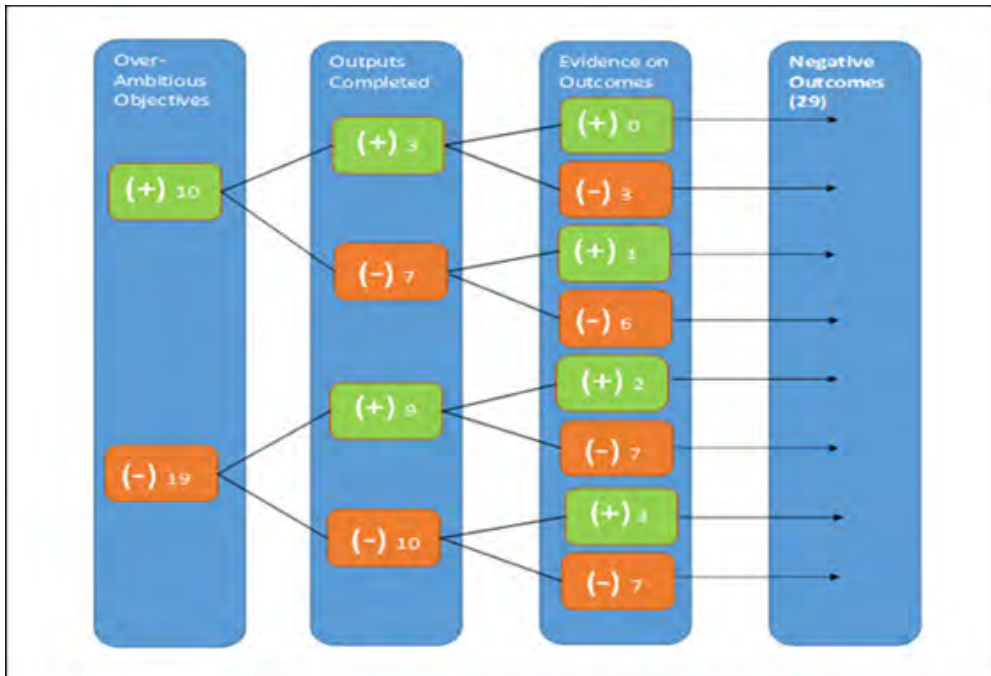 Over-
Ambitious
Objectives
(+) 10
(–) 19
Outputs
Completed
(+) 3
(–) 7
(+) 9
(–) 10
Evidence on
Outcomes
(+) 0
(–) 3
(+) 1
(–) 6
(+) 2
(–) 7
(+) 3
(–) 7
Negative
Outcomes
(29)